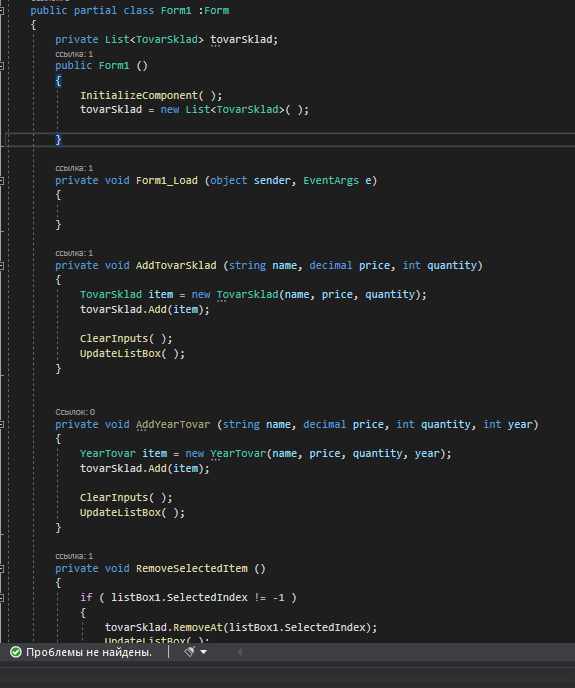 public partial class Form1 :Form
{
private List<TovarSklad> tovarSklad;
ссылка: 1
public Form1 ()
{
InitializeComponent( );
tovarSklad = new List<TovarSklad>( );
}
ссылка: 1
private void Form1_Load (object sender, EventArgs e)
{
}
ссылка: 1
private void AddTovarSklad (string name, decimal price, int quantity)
{
TovarSklad item = new TovarSklad(name, price, quantity);
tovarSklad.Add(item);
ClearInputs( );
UpdateListBox( );
}
Ссылок: 0
private void AddYearTovar (string name, decimal price, int quantity, int year)
{
YearTovar item = new YearTovar(name, price, quantity, year);
tovarSklad.Add(item);
ClearInputs( );
UpdateListBox( );
}
ссылка: 1
private void RemoveSelectedItem ()
{
if ( listBox1.SelectedIndex != -1 )
{
tovarSklad.RemoveAt(listBox1.SelectedIndex);
UpdateListBox( );
Проблемы не найдены.